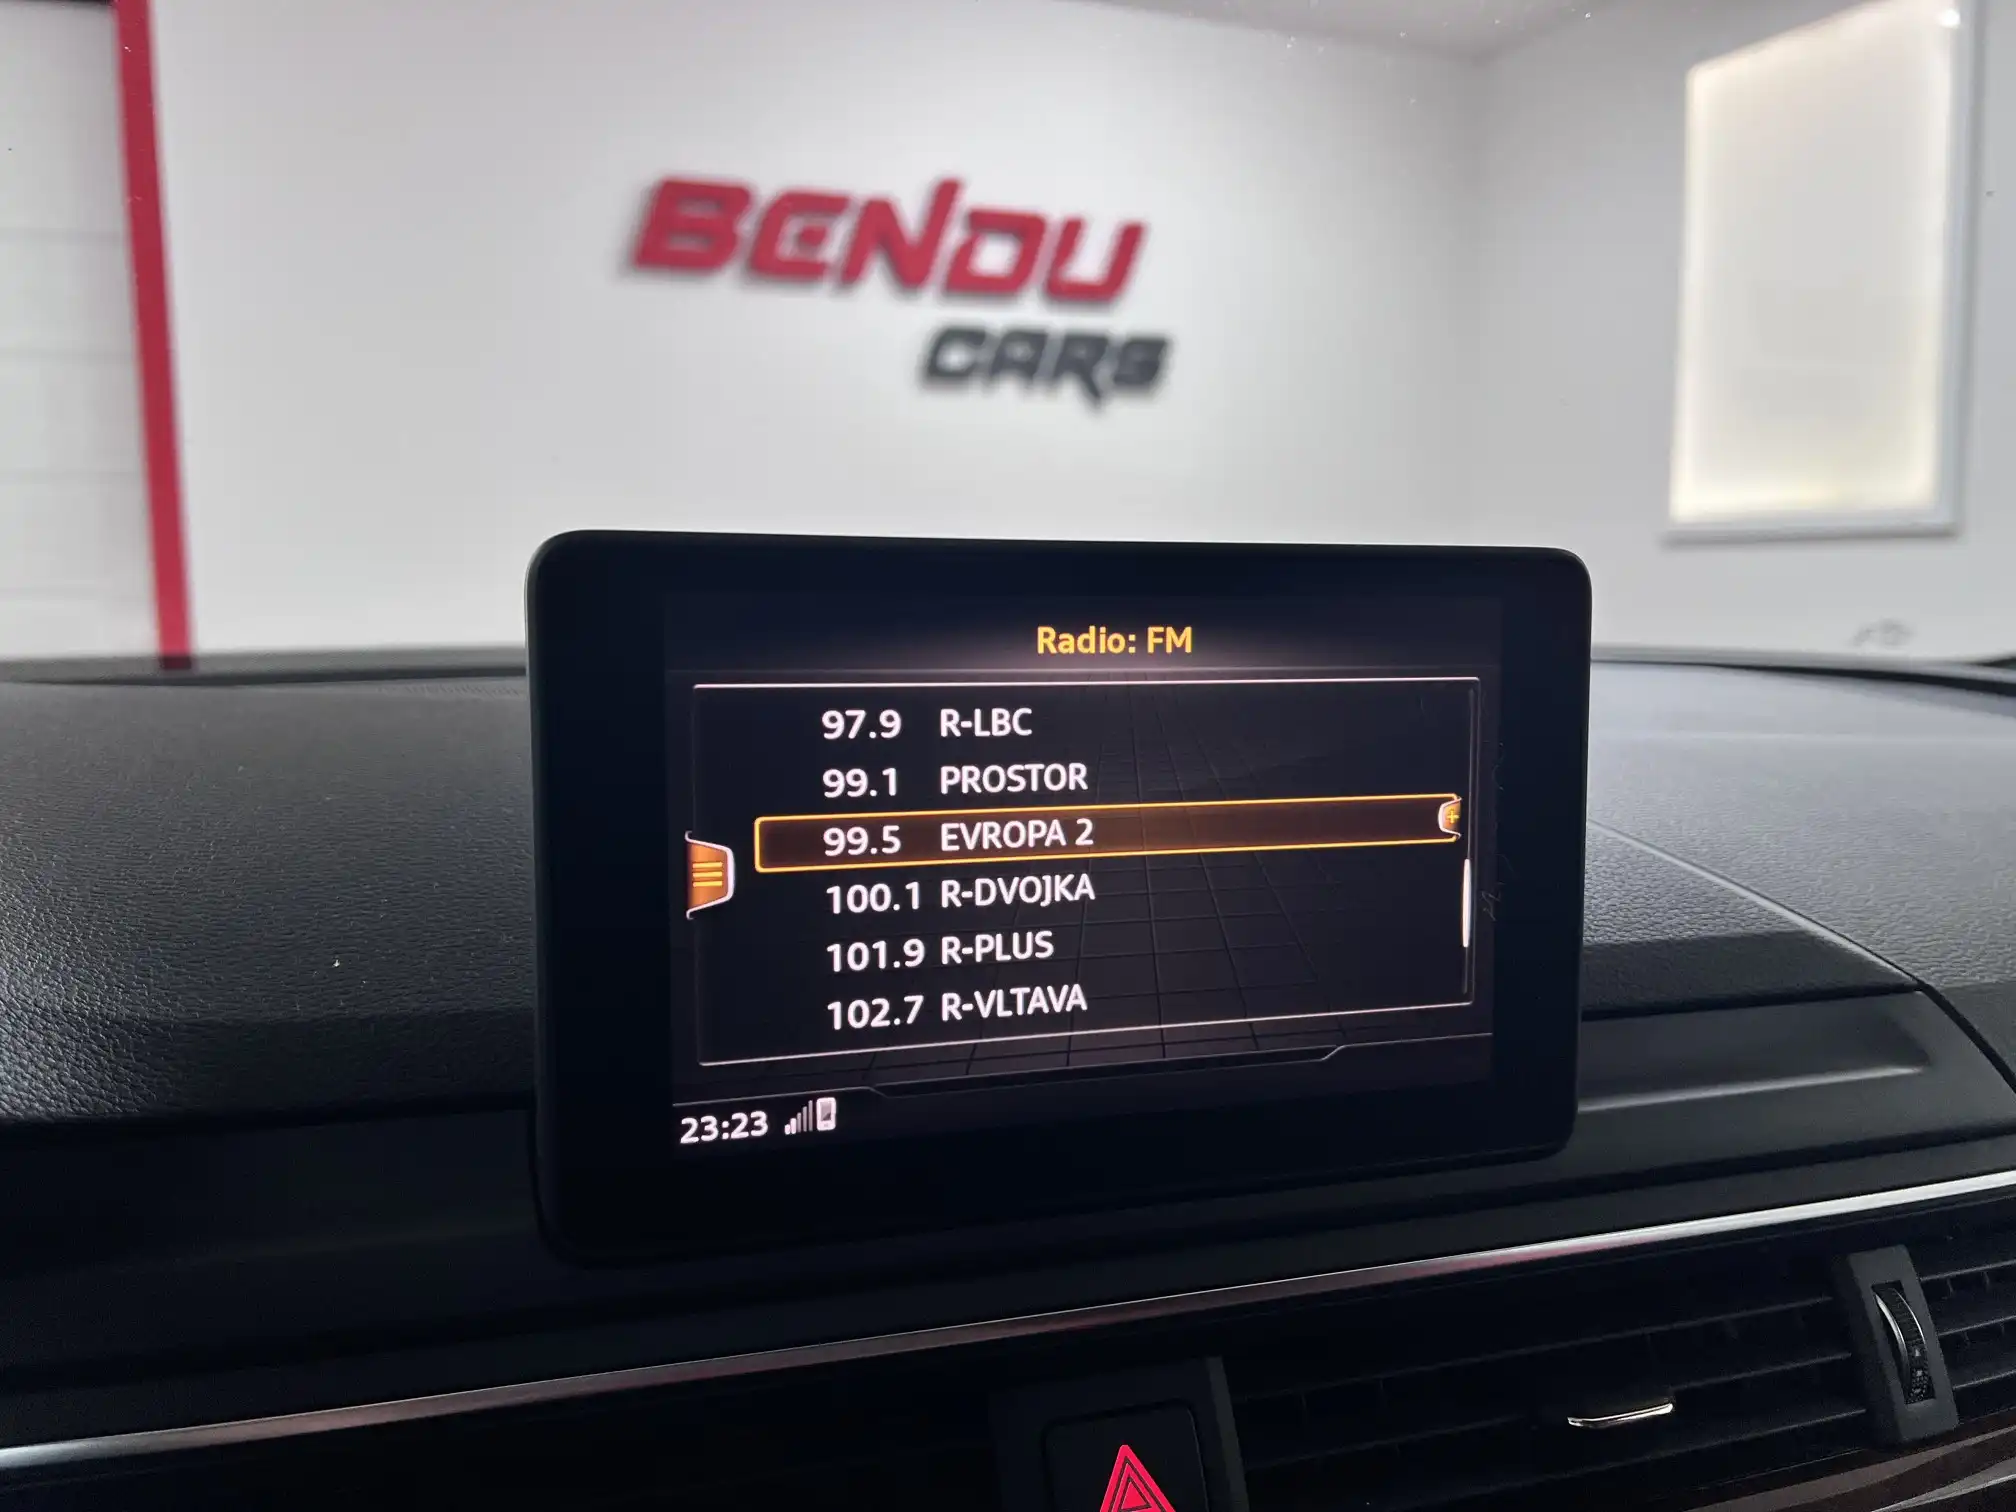 BENDU
CARS
Radio: FM
97.9 R-LBC
99.1 PROSTOR
99.5 EVROPA 2
100.1 R-DVOJKA
101.9 R-PLUS
102.7 R-VLTAVA
23:23